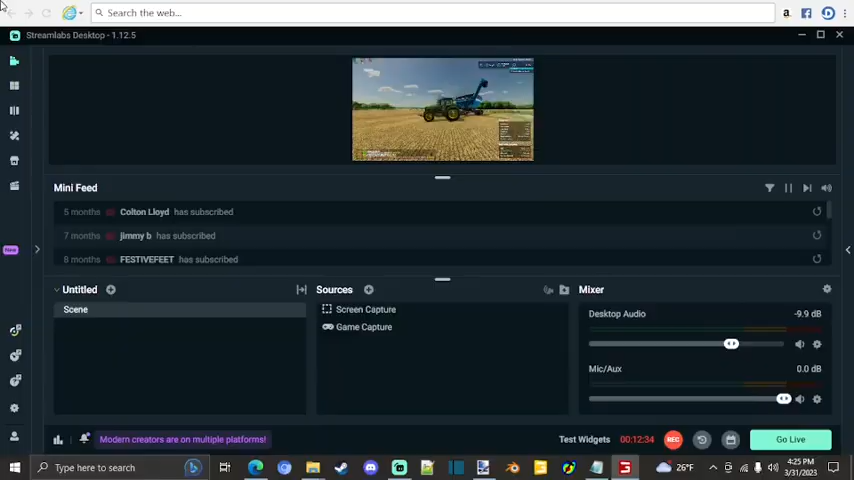 Search the web...
Streamlabs Desktop - 1.12.5
Mini Feed
5 months Colton Lloyd has subscribed
7 months jimmy b has subscribed
8 months FESTIVEFEET has subscribed
New
Untitled
Sources
Mixer
Scene
Screen Capture
Game Capture
Desktop Audio -9.9 dB
Mic/Aux 0.0 dB
Modern creators are on multiple platforms!
Test Widgets 00:12:34 REC
Go Live
Type here to search
26°F
4:25 PM
3/31/2023